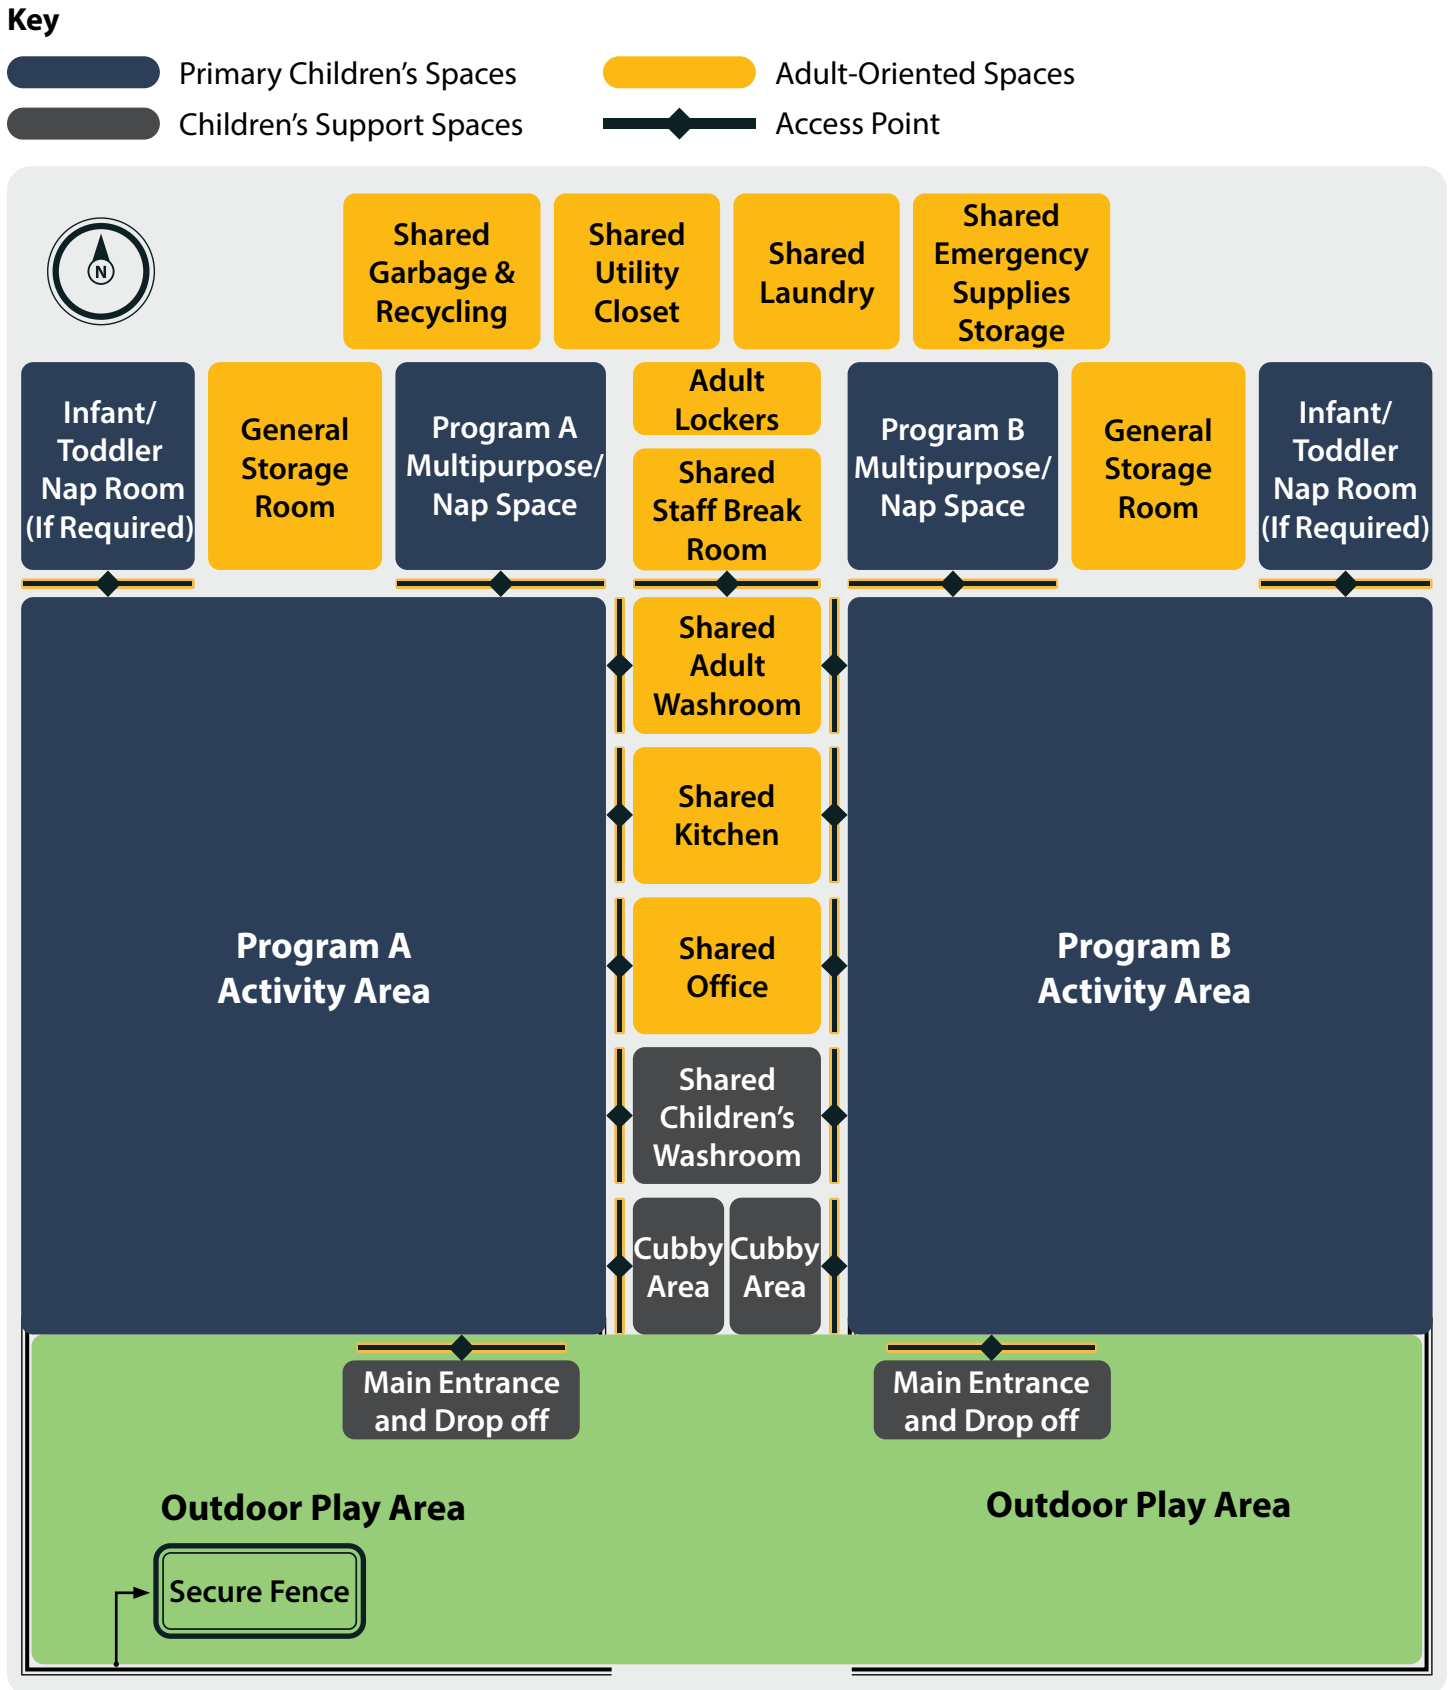 Key
Primary Children’s Spaces
Adult-Oriented Spaces
Children’s Support Spaces
Access Point
N
Shared
Garbage &
Recycling
Shared
Utility
Closet
Shared
Laundry
Shared
Emergency
Supplies
Storage
Infant/
Toddler
Nap Room
(If Required)
General
Storage
Room
Program A
Multipurpose/
Nap Space
Adult
Lockers
Shared
Staff Break
Room
Program B
Multipurpose/
Nap Space
General
Storage
Room
Infant/
Toddler
Nap Room
(If Required)
Shared
Adult
Washroom
Shared
Kitchen
Program A
Activity Area
Shared
Office
Program B
Activity Area
Shared
Children’s
Washroom
Cubby
Area
Cubby
Area
Main Entrance
and Drop off
Main Entrance
and Drop off
Outdoor Play Area
Outdoor Play Area
Secure Fence